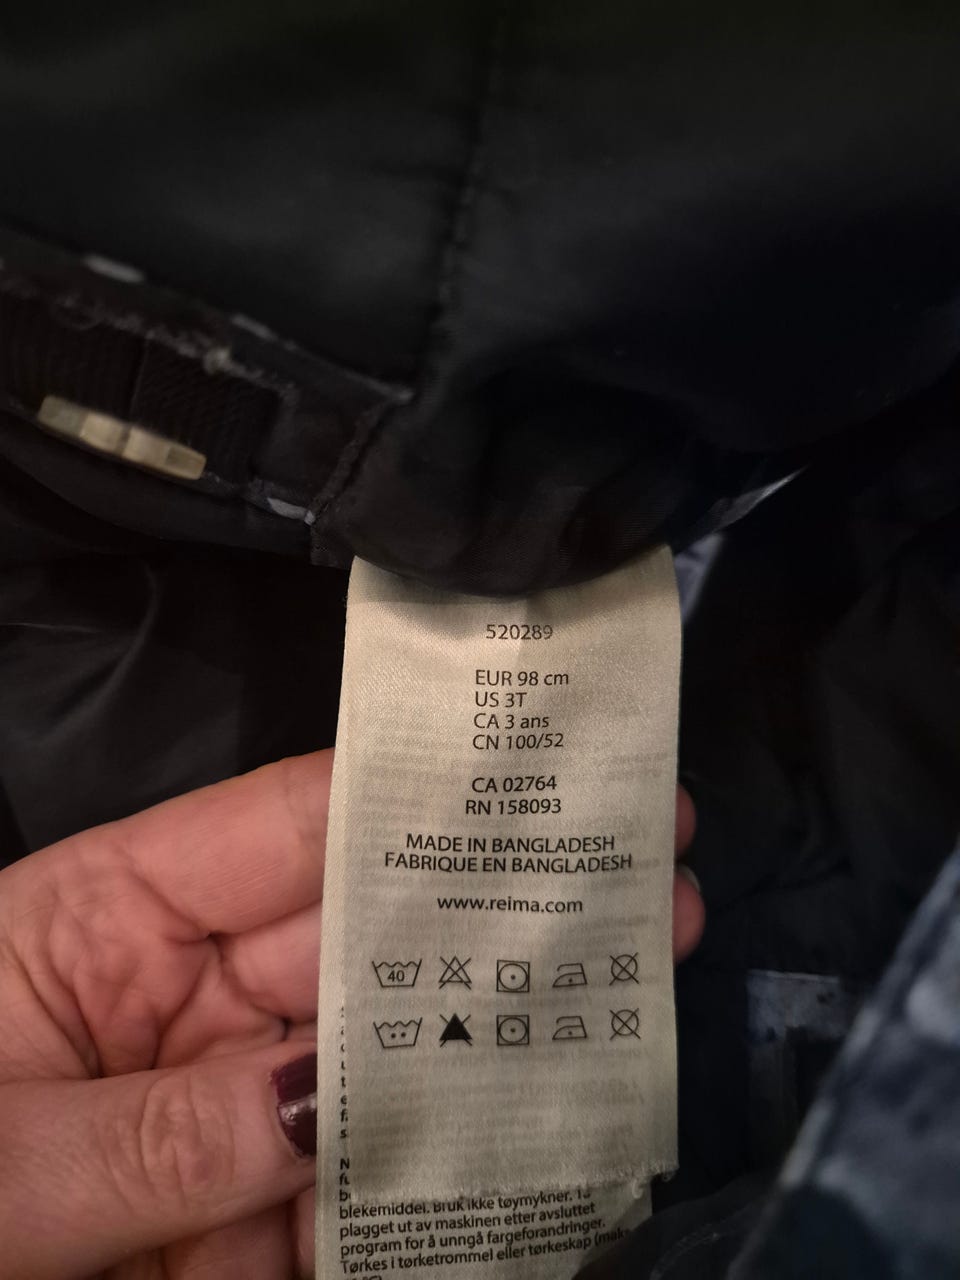 520289
EUR 98 cm
US 3T
CA 3 ans
CN 100/52
CA 02764
RN 158093
MADE IN BANGLADESH
FABRIQUE EN BANGLADESH
www.reima.com
40
blekemiddel. Bruk ikke tøymykner.
plagget ut av maskinen etter avsluttet
program for å unngå fargeforandringer.
Tørkes i tørketrommel eller tørkeskap